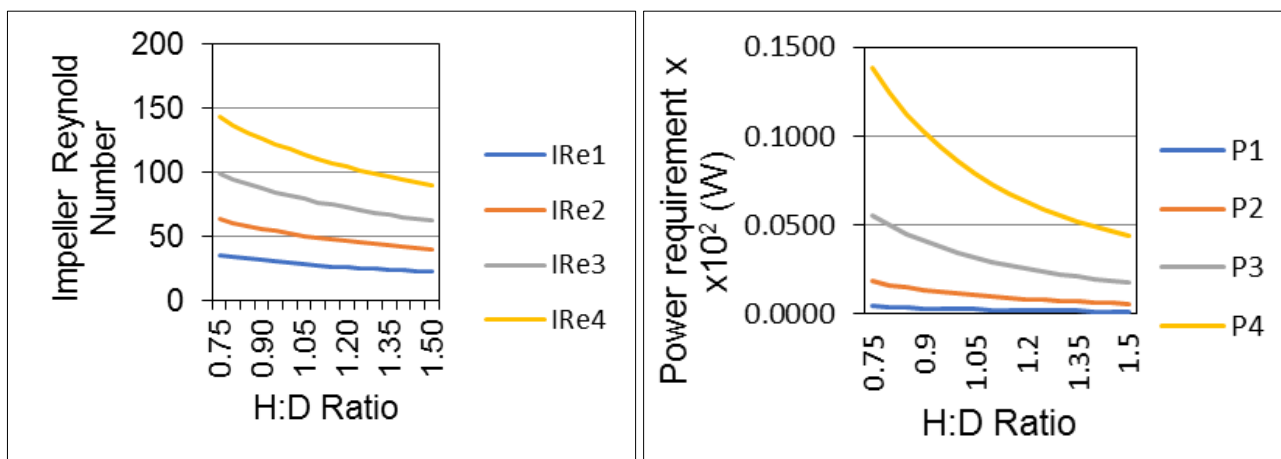 Impeller Reynold
Number
200
150
100
50
0
0.75
0.90
1.05
1.20
1.35
1.50
H:D Ratio
IRe1
IRe2
IRe3
IRe4
Power requirement x
x10² (W)
0.1500
0.1000
0.0500
0.0000
0.75
0.9
1.05
1.2
1.35
1.5
H:D Ratio
P1
P2
P3
P4